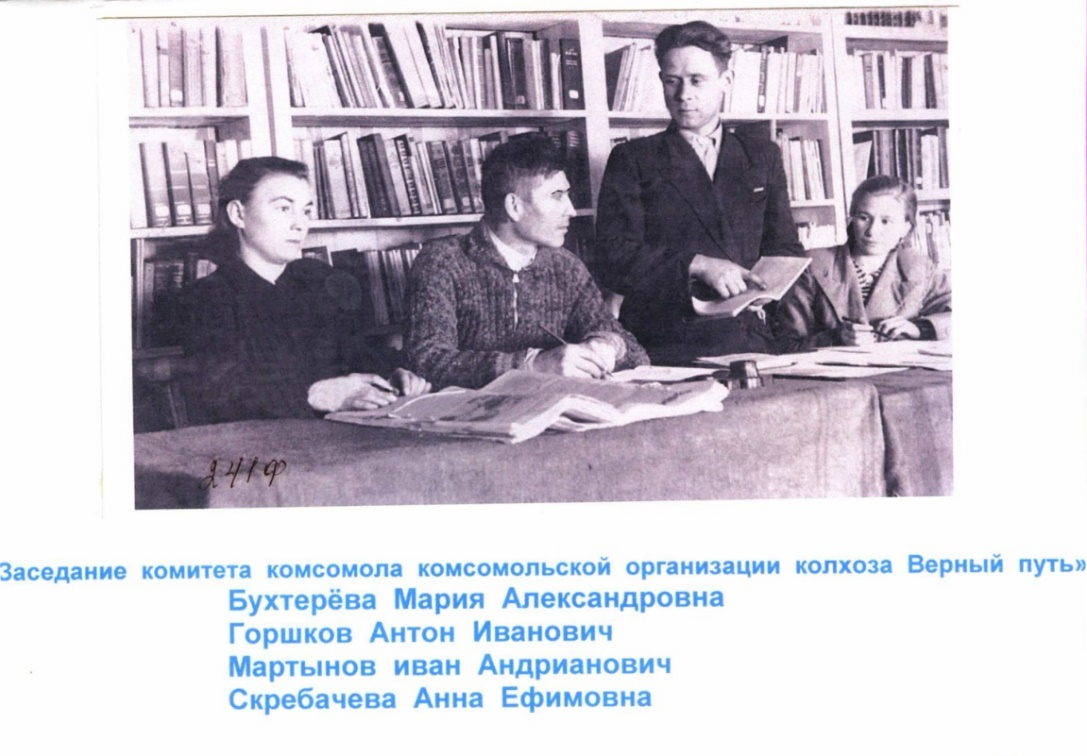 241ф
Заседание комитета комсомола комсомольской организации колхоза Верный путь»
Бухтерёва Мария Александровна
Горшков Антон Иванович
Мартынов иван Андрианович
Скребачева Анна Ефимовна